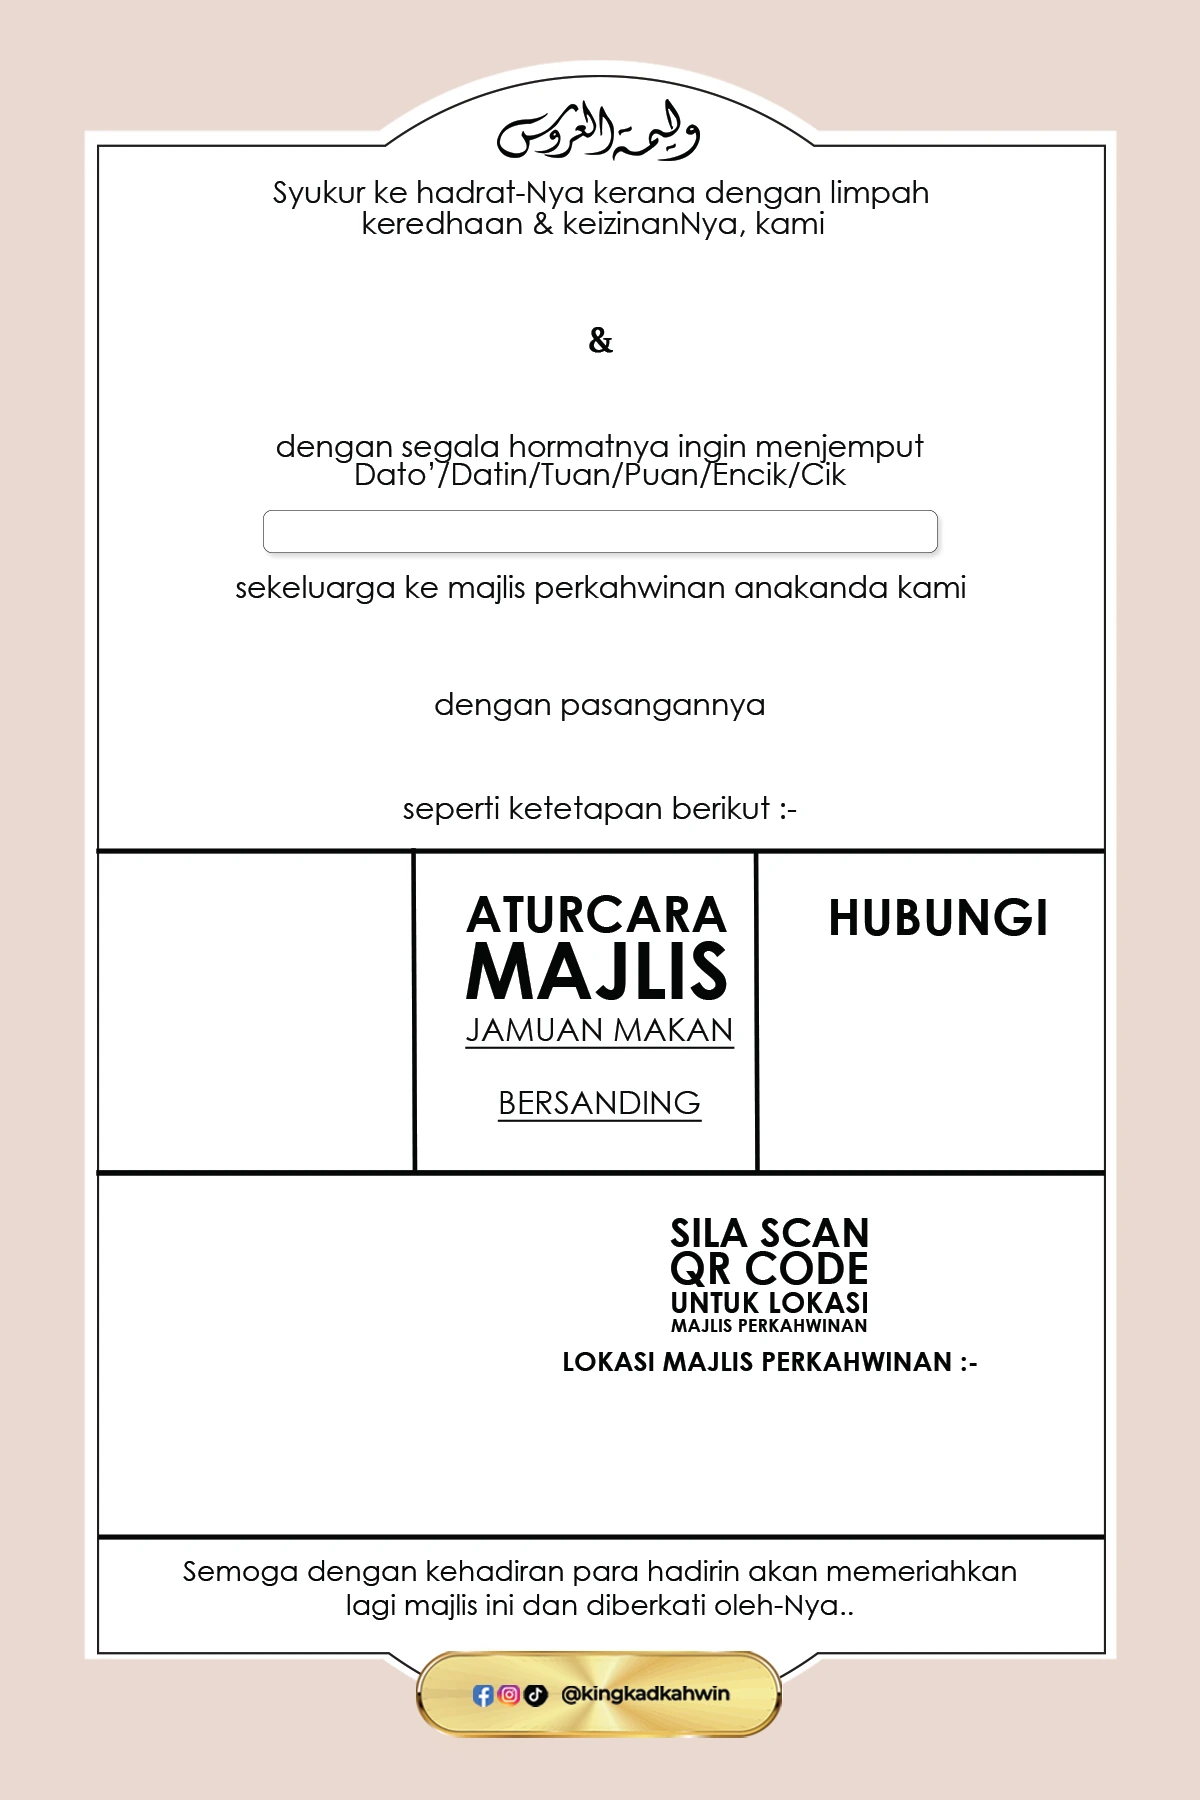 وليمة العروس
Syukur ke hadrat-Nya kerana dengan limpah
keredhaan & keizinanNya, kami
&
dengan segala hormatnya ingin menjemput
Dato’/Datin/Tuan/Puan/Encik/Cik
sekeluarga ke majlis perkahwinan anakanda kami
dengan pasangannya
seperti ketetapan berikut :-
ATURCARA
MAJLIS
JAMUAN MAKAN
BERSANDING
HUBUNGI
SILA SCAN
QR CODE
UNTUK LOKASI
MAJLIS PERKAHWINAN
LOKASI MAJLIS PERKAHWINAN :-
Semoga dengan kehadiran para hadirin akan memeriahkan
lagi majlis ini dan diberkati oleh-Nya..
@kingkadkahwin